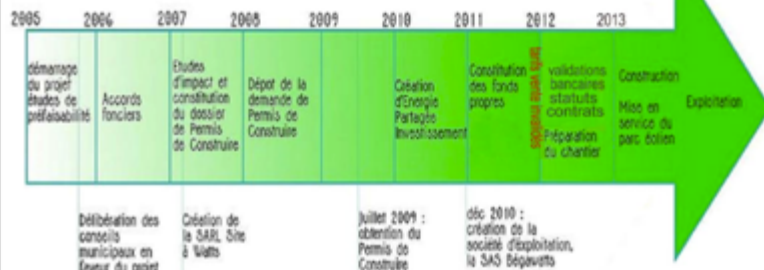 2005 2006 2007 2008 2009 2010 2011 2012 2013
démarrage
du projet
études de
préfaisabilité
Accords
fonciers
Etudes
d'impact et
constitution
du dossier
de Permis
de Construire
Dépot de la
demande de
Permis de
Construire
Création
d'Energie
Partagée
Investissement
Constitution
des fonds
propres
tarifs vente invalidés
validations
bancaires
statuts
contrats
Préparation
du chantier
Construction
Mise en
service du
parc éolien
Exploitation
Délibération des
conseils
municipaux en
faveur du projet
Création de
la SARL Site
à Watts
Juillet 2009 :
obtention du
Permis de
Construire
déc 2010 :
création de la
société d'exploitation,
la SAS Bégawatts